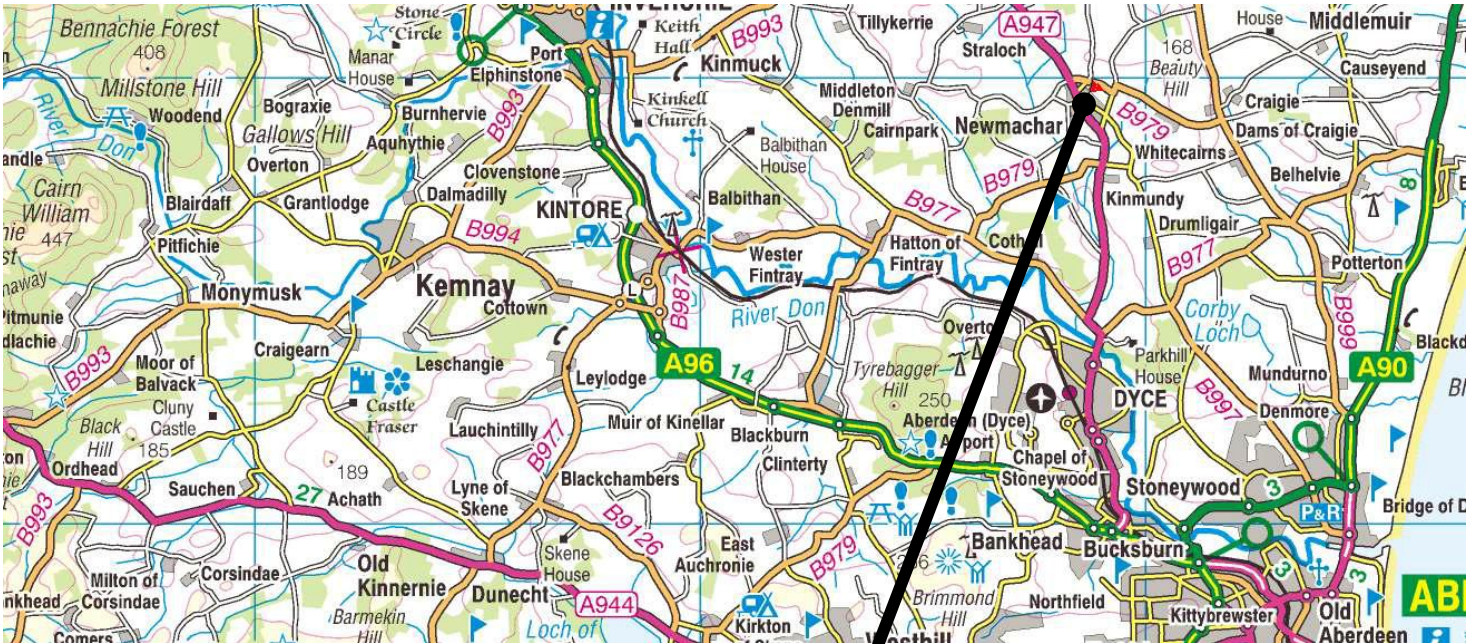 Bennachie Forest
408
Millstone Hill
Woodend
River
Don
Bograxie
Gallows Hill
Overton
Cairn
William
447
Blairdaff
Pitfichie
Grantlodge
Monymusk
Stone
Circle
Manar
House
Port
Elphinstone
Burnhervie
Aquhythie
B993
Clovenstone
Dalmadilly
KINTORE
B994
Kemnay
Cottown
Keith
Hall
Kinmuck
B993
Kinkell
Church
Balbithan
House
Balbithan
Wester
Fintray
B987
River Don
L
Tillykerrie
Middleton
Denmill
Cairnpark
Straloch
A947
Newmachar
168
Beauty
Hill
B979
Whitecairns
B979
B977
Hatton of
Fintray
Kinmundy
House
Middlemuir
Causeyend
Craigie
Dams of Craigie
Belhelvie
8
Drumligair
B977
Potterton
B999
Corby
Loch
Parkhill
House
Mundurno
A90
Denmore
B997
DYCE
Tyrebagger
Hill
250
Chapel of
Stoneywood
Stoneywood
3
P&R
Bridge of D
Bankhead
Bucksburn
3
3
Brimmond
Hill
Northfield
Kittybrewster
Old
Aberdeen
Craigearn
Leschangie
Leylodge
A96
14
Muir of Kinellar
Blackburn
Clinterty
Moor of
Balvack
B993
Cluny
Castle
Black
Hill
185
Castle
Fraser
189
Lauchintilly
B977
Ordhead
Sauchen
27
Achath
Lyne of
Skene
Blackchambers
B9126
East
Auchronie
B979
B993
Milton of
Corsindae
Corsindae
Old
Kinnernie
Barmekin
Hill
Dunecht
Skene
House
A944
Loch of
Kirkton
Comers